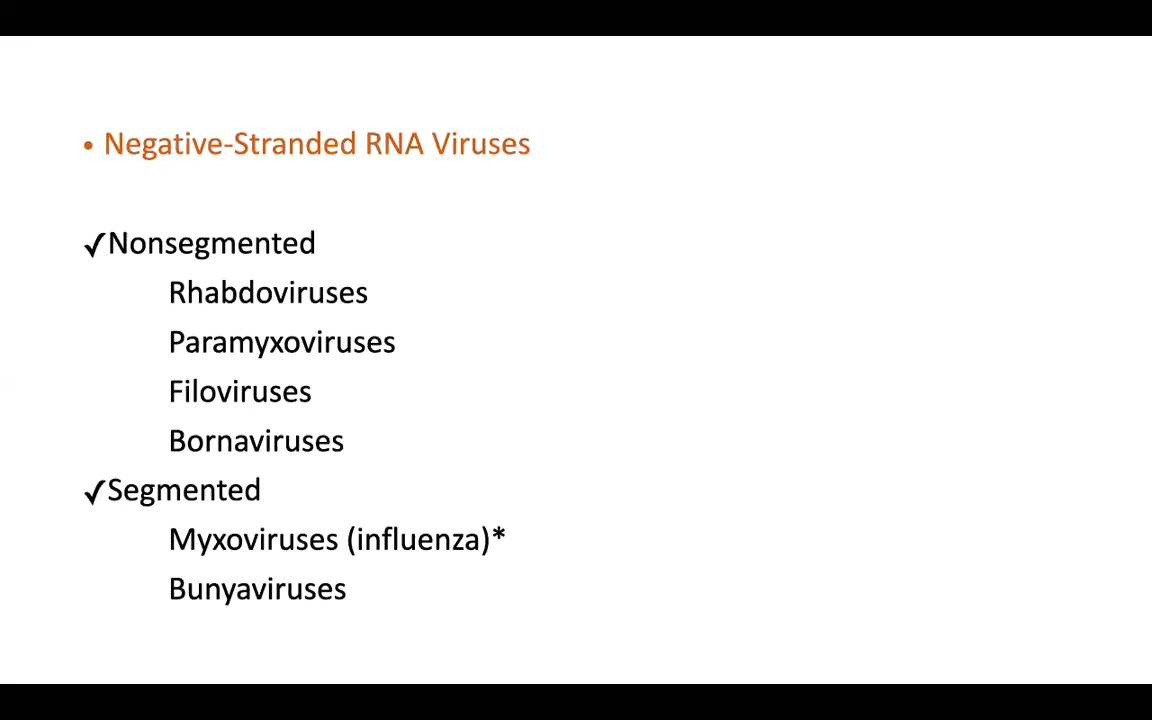 • Negative-Stranded RNA Viruses
✓Nonsegmented
Rhabdoviruses
Paramyxoviruses
Filoviruses
Bornaviruses
✓Segmented
Myxoviruses (influenza)*
Bunyaviruses